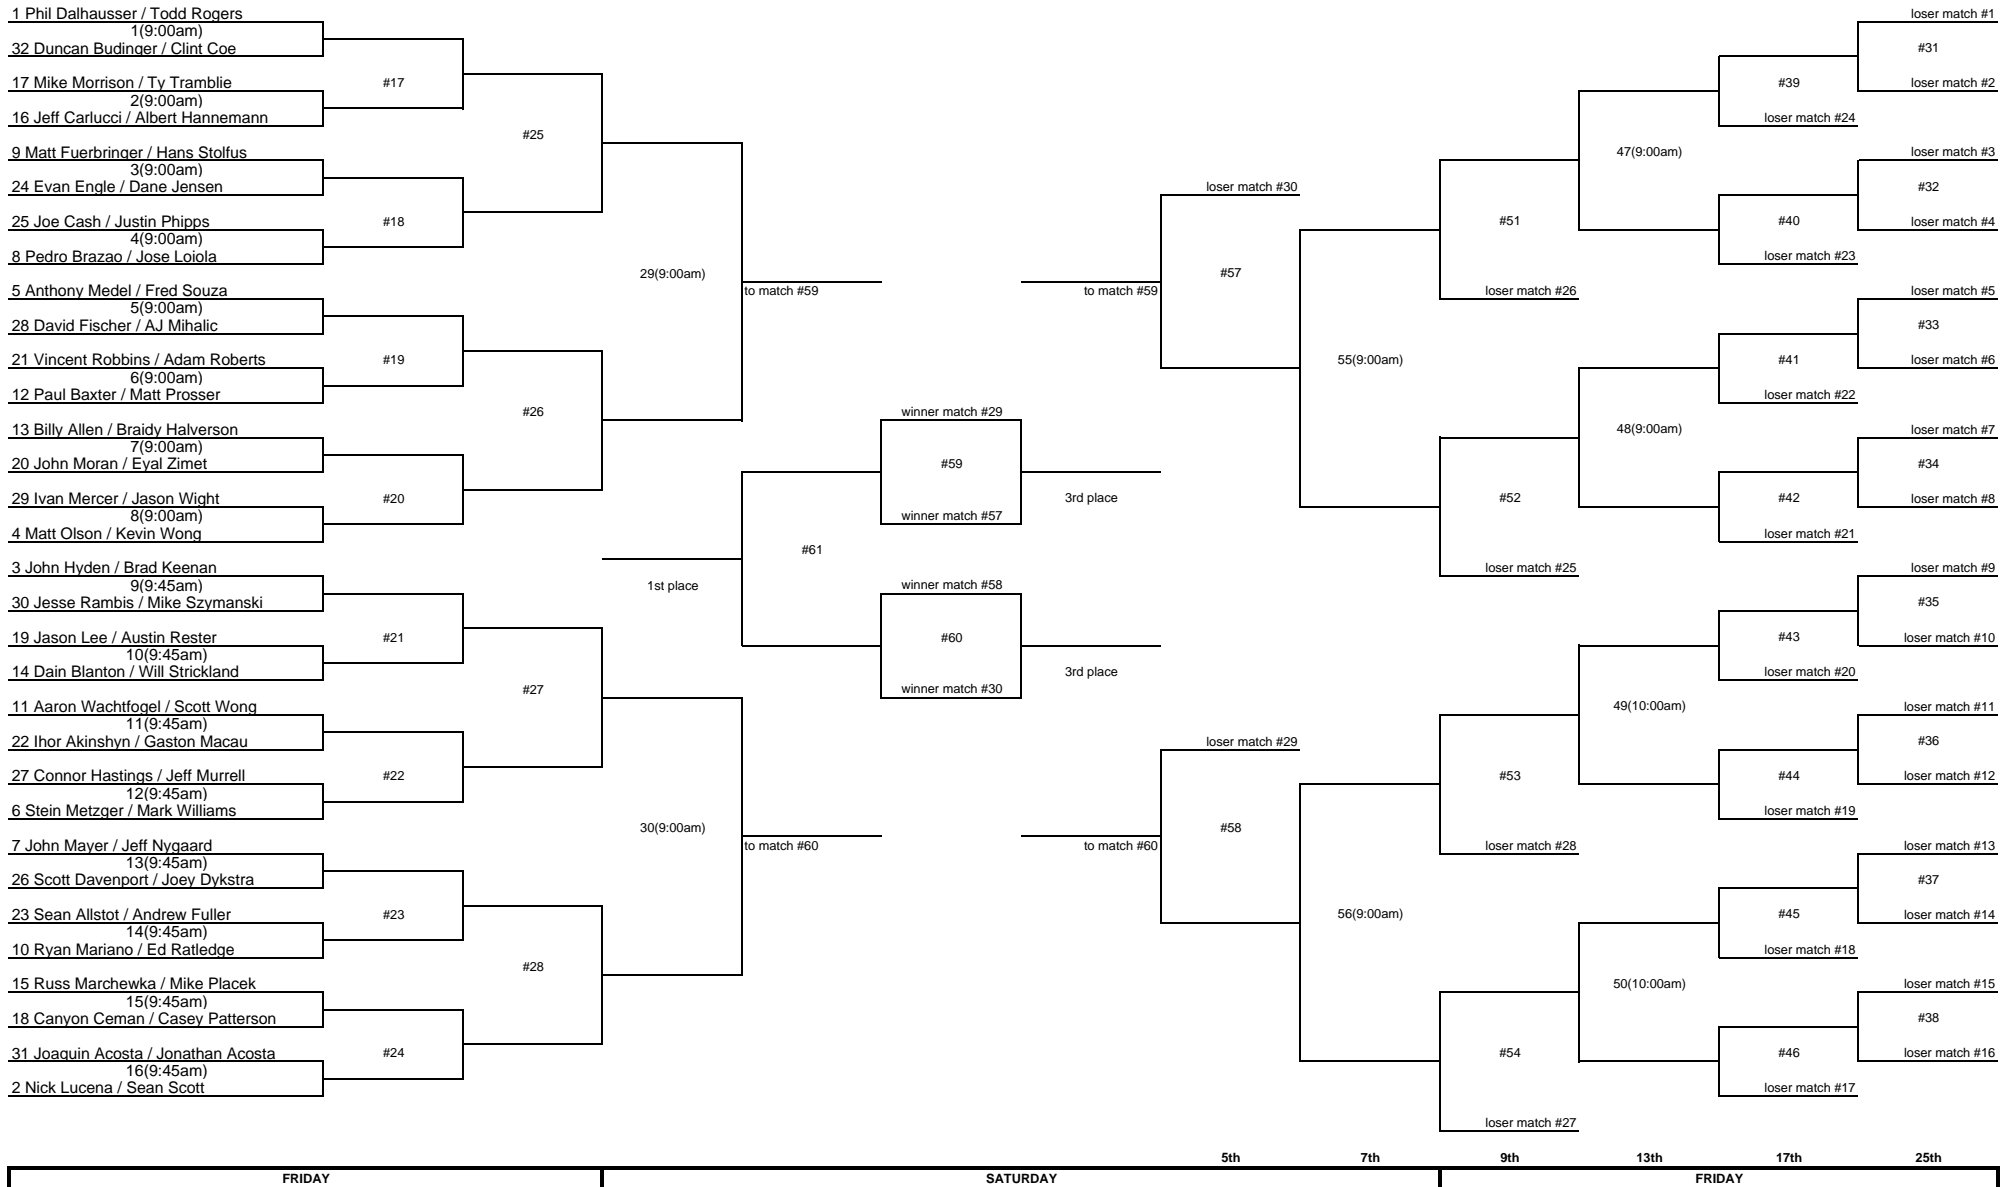 1 Phil Dalhausser / Todd Rogers
1(9:00am)
32 Duncan Budinger / Clint Coe
17 Mike Morrison / Ty Tramblie
2(9:00am)
16 Jeff Carlucci / Albert Hannemann
9 Matt Fuerbringer / Hans Stolfus
3(9:00am)
24 Evan Engle / Dane Jensen
25 Joe Cash / Justin Phipps
4(9:00am)
8 Pedro Brazao / Jose Loiola
5 Anthony Medel / Fred Souza
5(9:00am)
28 David Fischer / AJ Mihalic
21 Vincent Robbins / Adam Roberts
6(9:00am)
12 Paul Baxter / Matt Prosser
13 Billy Allen / Braidy Halverson
7(9:00am)
20 John Moran / Eyal Zimet
29 Ivan Mercer / Jason Wight
8(9:00am)
4 Matt Olson / Kevin Wong
3 John Hyden / Brad Keenan
9(9:45am)
30 Jesse Rambis / Mike Szymanski
19 Jason Lee / Austin Rester
10(9:45am)
14 Dain Blanton / Will Strickland
11 Aaron Wachtfogel / Scott Wong
11(9:45am)
22 Ihor Akinshyn / Gaston Macau
27 Connor Hastings / Jeff Murrell
12(9:45am)
6 Stein Metzger / Mark Williams
7 John Mayer / Jeff Nygaard
13(9:45am)
26 Scott Davenport / Joey Dykstra
23 Sean Allstot / Andrew Fuller
14(9:45am)
10 Ryan Mariano / Ed Ratledge
15 Russ Marchewka / Mike Placek
15(9:45am)
18 Canyon Ceman / Casey Patterson
31 Joaquin Acosta / Jonathan Acosta
16(9:45am)
2 Nick Lucena / Sean Scott
#17
#18
#19
#20
#21
#22
#23
#24
#25
#26
#27
#28
29(9:00am)
30(9:00am)
to match #59
to match #60
1st place
#61
winner match #29
#59
winner match #57
winner match #58
#60
winner match #30
3rd place
3rd place
to match #59
to match #60
loser match #30
#57
loser match #29
#58
55(9:00am)
56(9:00am)
#51
loser match #26
#52
loser match #25
#53
loser match #28
#54
loser match #27
47(9:00am)
48(9:00am)
49(10:00am)
50(10:00am)
#39
loser match #24
#40
loser match #23
#41
loser match #22
#42
loser match #21
#43
loser match #20
#44
loser match #19
#45
loser match #18
#46
loser match #17
loser match #1
#31
loser match #2
loser match #3
#32
loser match #4
loser match #5
#33
loser match #6
loser match #7
#34
loser match #8
loser match #9
#35
loser match #10
loser match #11
#36
loser match #12
loser match #13
#37
loser match #14
loser match #15
#38
loser match #16
5th 7th 9th 13th 17th 25th
FRIDAY SATURDAY FRIDAY